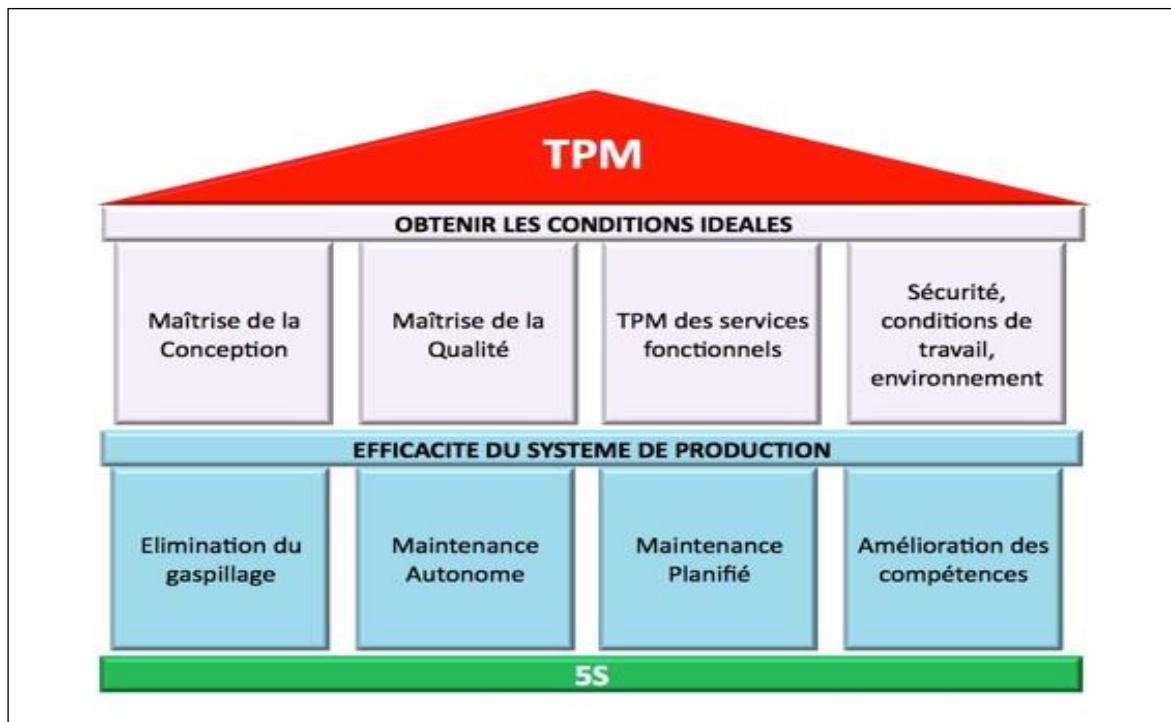 TPM
OBTENIR LES CONDITIONS IDEALES
Maîtrise de la
Conception
Maîtrise de la
Qualité
TPM des services
fonctionnels
Sécurité,
conditions de
travail,
environnement
EFFICACITE DU SYSTEME DE PRODUCTION
Elimination du
gaspillage
Maintenance
Autonome
Maintenance
Planifié
Amélioration des
compétences
5S